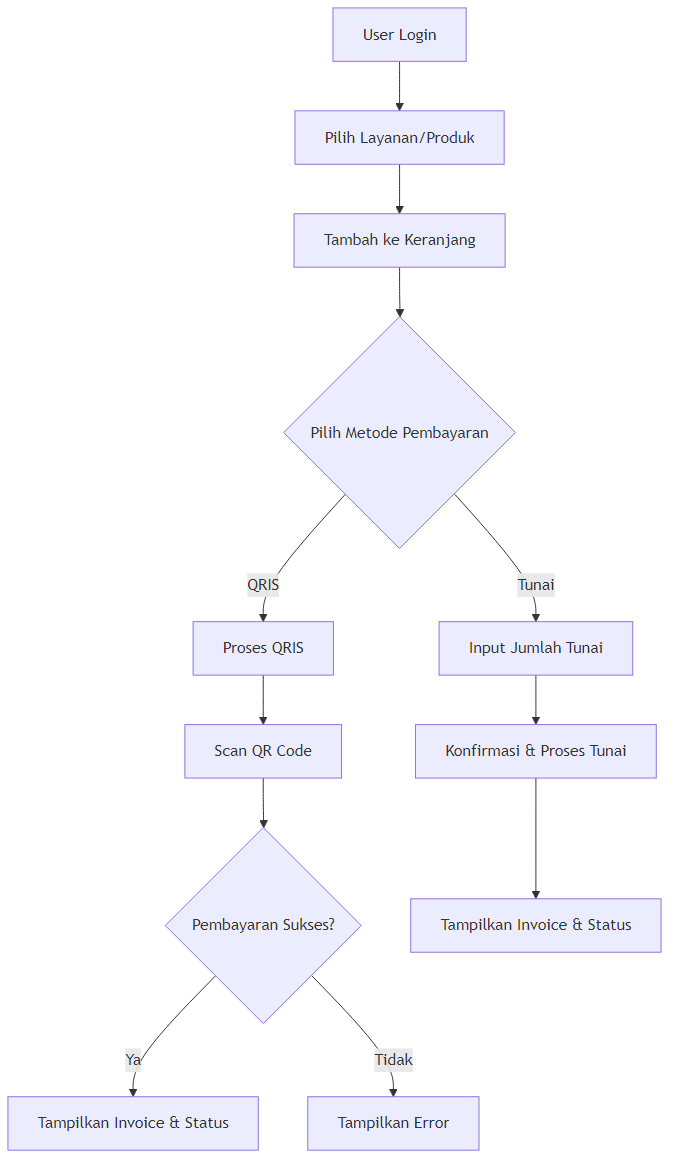 User Login
Pilih Layanan/Produk
Tambah ke Keranjang
Pilih Metode Pembayaran
QRIS
Tunai
Proses QRIS
Input Jumlah Tunai
Scan QR Code
Konfirmasi & Proses Tunai
Pembayaran Sukses?
Tampilkan Invoice & Status
Ya
Tidak
Tampilkan Invoice & Status
Tampilkan Error